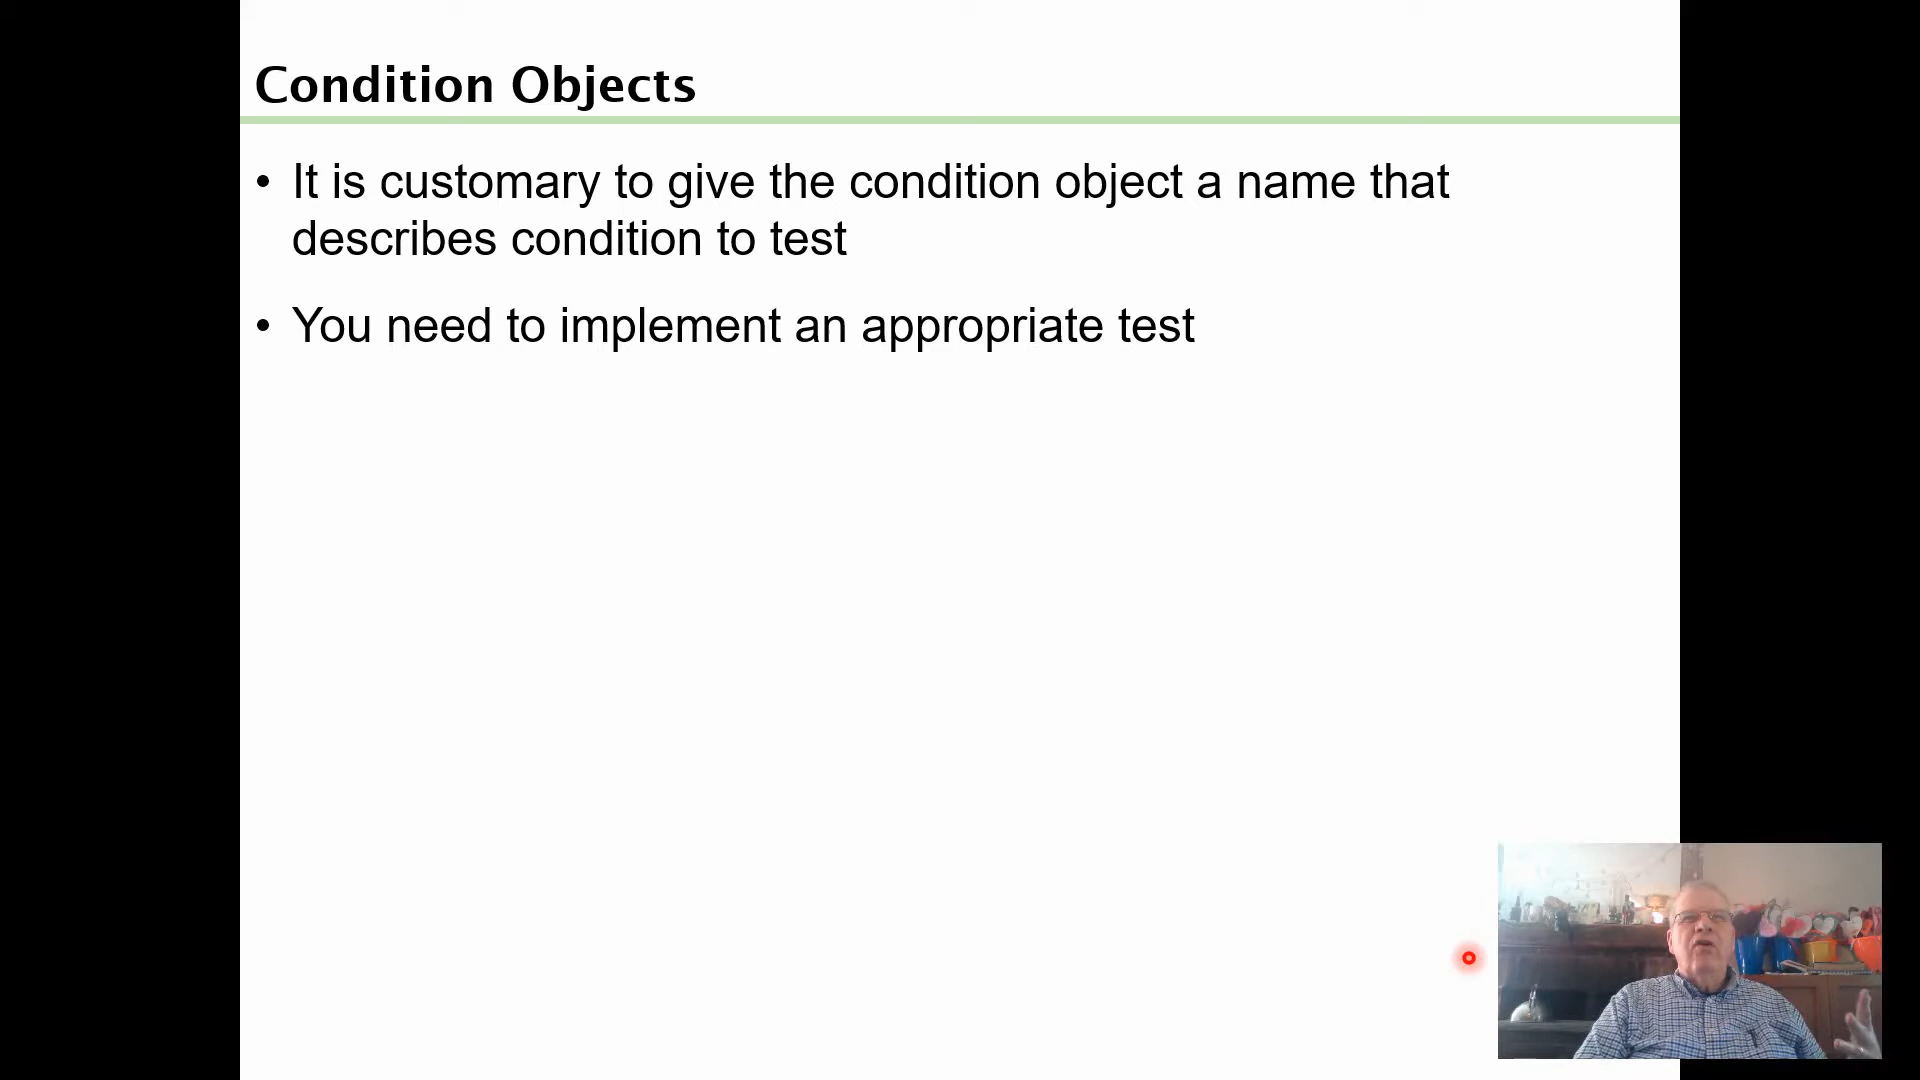 Condition Objects
• It is customary to give the condition object a name that
describes condition to test
• You need to implement an appropriate test